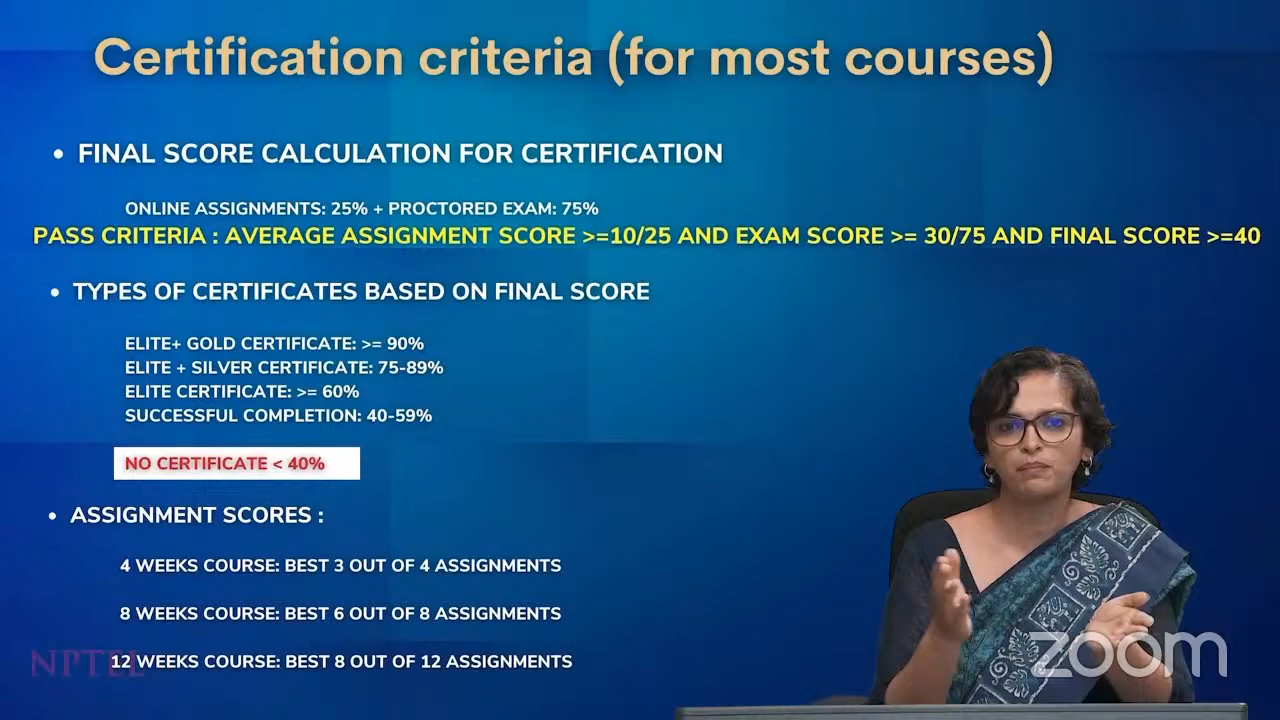 Certification criteria (for most courses)
• FINAL SCORE CALCULATION FOR CERTIFICATION
ONLINE ASSIGNMENTS: 25% + PROCTORED EXAM: 75%
PASS CRITERIA : AVERAGE ASSIGNMENT SCORE >=10/25 AND EXAM SCORE >= 30/75 AND FINAL SCORE >=40
• TYPES OF CERTIFICATES BASED ON FINAL SCORE
ELITE+ GOLD CERTIFICATE: >= 90%
ELITE + SILVER CERTIFICATE: 75-89%
ELITE CERTIFICATE: >= 60%
SUCCESSFUL COMPLETION: 40-59%
NO CERTIFICATE < 40%
• ASSIGNMENT SCORES :
4 WEEKS COURSE: BEST 3 OUT OF 4 ASSIGNMENTS
8 WEEKS COURSE: BEST 6 OUT OF 8 ASSIGNMENTS
12 WEEKS COURSE: BEST 8 OUT OF 12 ASSIGNMENTS
NPTEL
zoom